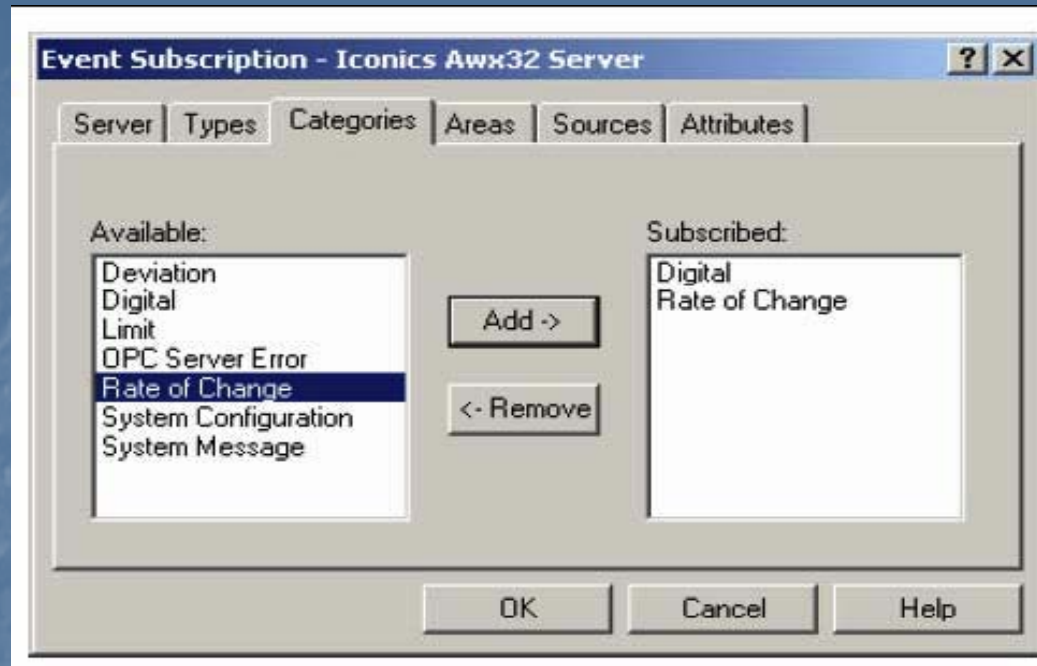 Event Subscription - Iconics Awx32 Server
Server Types Categories Areas Sources Attributes
Available:
Deviation
Digital
Limit
OPC Server Error
Rate of Change
System Configuration
System Message
Add ->
<- Remove
Subscribed:
Digital
Rate of Change
OK Cancel Help